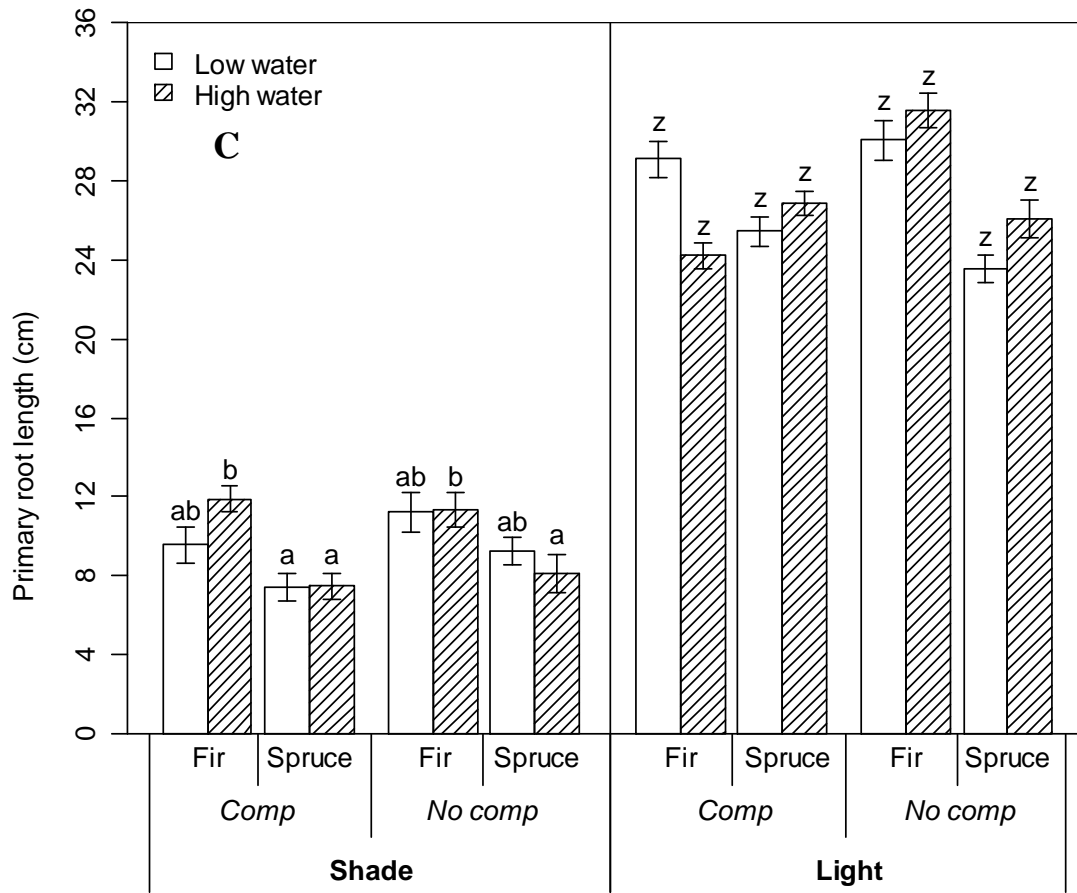 Primary root length (cm)
36
32
28
24
20
16
12
8
4
0
Low water
High water
C
ab
b
a
a
ab
b
ab
a
z
z
z
z
z
z
z
z
Fir Spruce Fir Spruce Fir Spruce Fir Spruce
Comp No comp Comp No comp
Shade Light